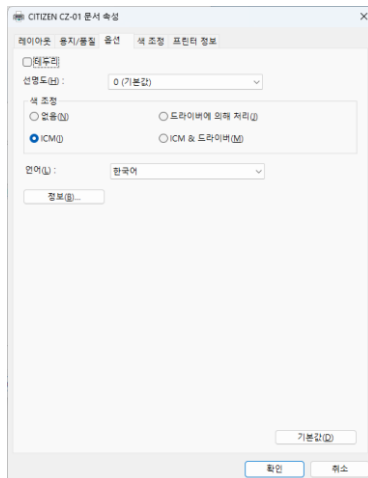 CITIZEN CZ-01 문서 속성
레이아웃 용지/품질 옵션 색 조정 프린터 정보
테두리
선명도(H) : 0 (기본값)
색 조정
없음(N) 드라이버에 의해 처리(J)
ICM(I) ICM & 드라이버(M)
언어(L) : 한국어
정보(B)...
기본값(D)
확인 취소